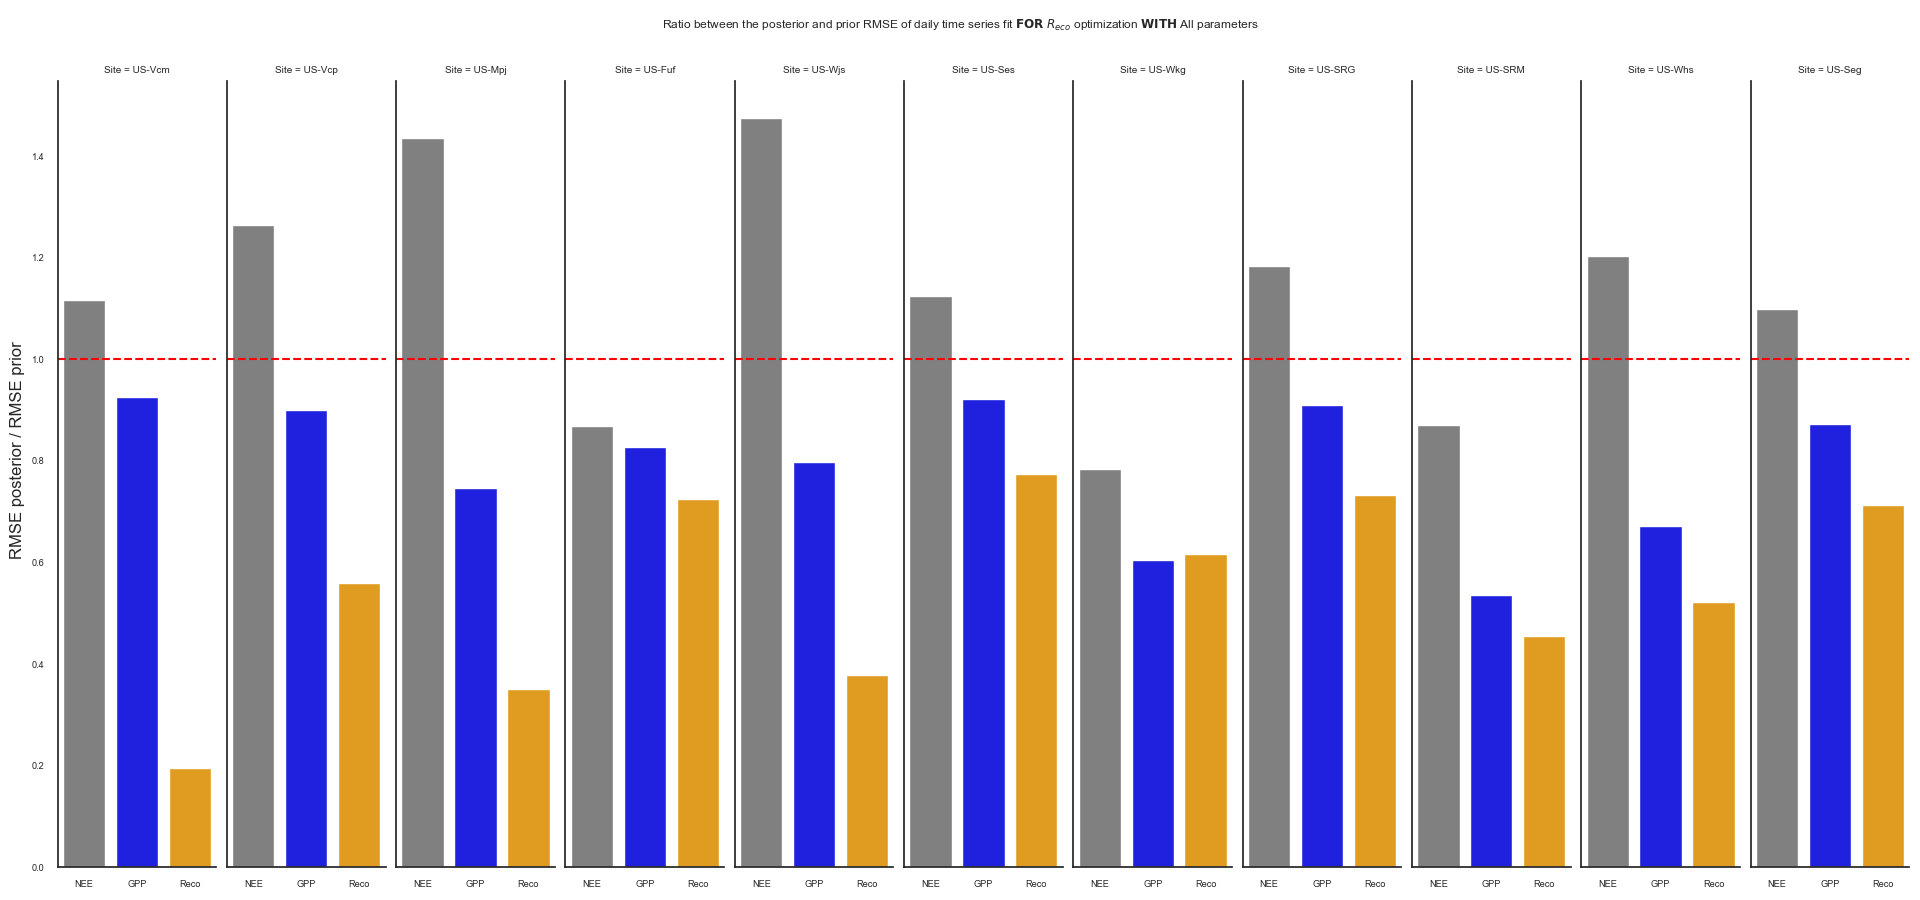 Ratio between the posterior and prior RMSE of daily time series fit FOR Reco optimization WITH All parameters
Site = US-Vcm
Site = US-Vcp
Site = US-Mpj
Site = US-Fuf
Site = US-Wjs
Site = US-Ses
Site = US-Wkg
Site = US-SRG
Site = US-SRM
Site = US-Whs
Site = US-Seg
RMSE posterior / RMSE prior
1.4
1.2
1.0
0.8
0.6
0.4
0.2
0.0
NEE GPP Reco
NEE GPP Reco
NEE GPP Reco
NEE GPP Reco
NEE GPP Reco
NEE GPP Reco
NEE GPP Reco
NEE GPP Reco
NEE GPP Reco
NEE GPP Reco
NEE GPP Reco